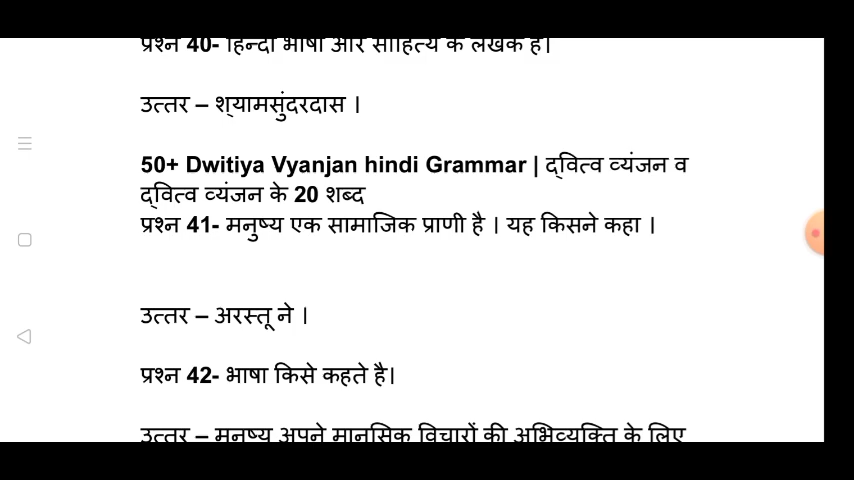 प्रश्न 40- हिन्दी भाषा और साहित्य के लेखक है।
उत्तर – श्यामसुंदरदास ।
50+ Dwitiya Vyanjan hindi Grammar | द्वित्व व्यंजन व
द्वित्व व्यंजन के 20 शब्द
प्रश्न 41- मनुष्य एक सामाजिक प्राणी है । यह किसने कहा ।
उत्तर – अरस्तू ने ।
प्रश्न 42- भाषा किसे कहते है।
उत्तर – मनुष्य अपने मानसिक विचारों की अभिव्यक्ति के लिए